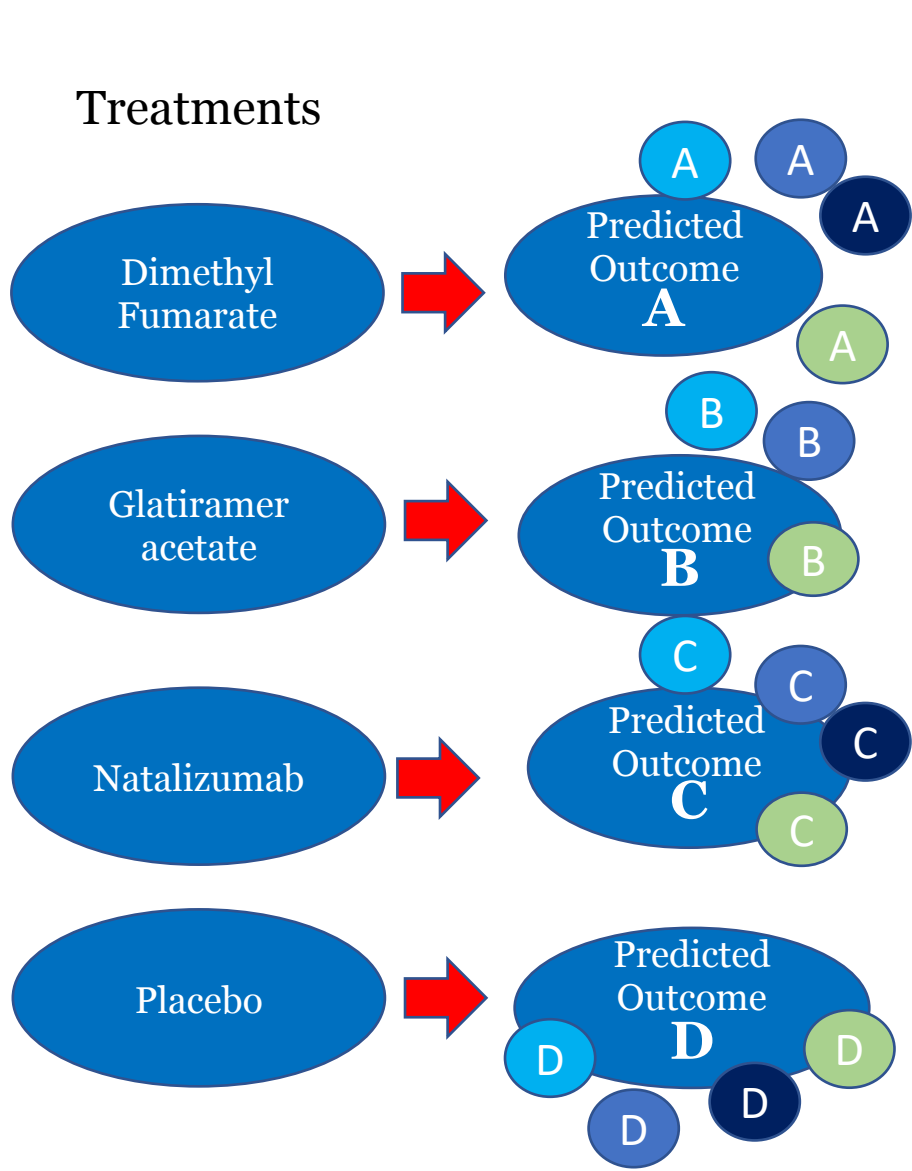 Treatments
A
A
A
Dimethyl
Fumarate
Predicted
Outcome
A
A
B
B
Glatiramer
acetate
Predicted
Outcome
B
B
C
C
C
Natalizumab
Predicted
Outcome
C
C
Placebo
Predicted
Outcome
D
D
D
D
D